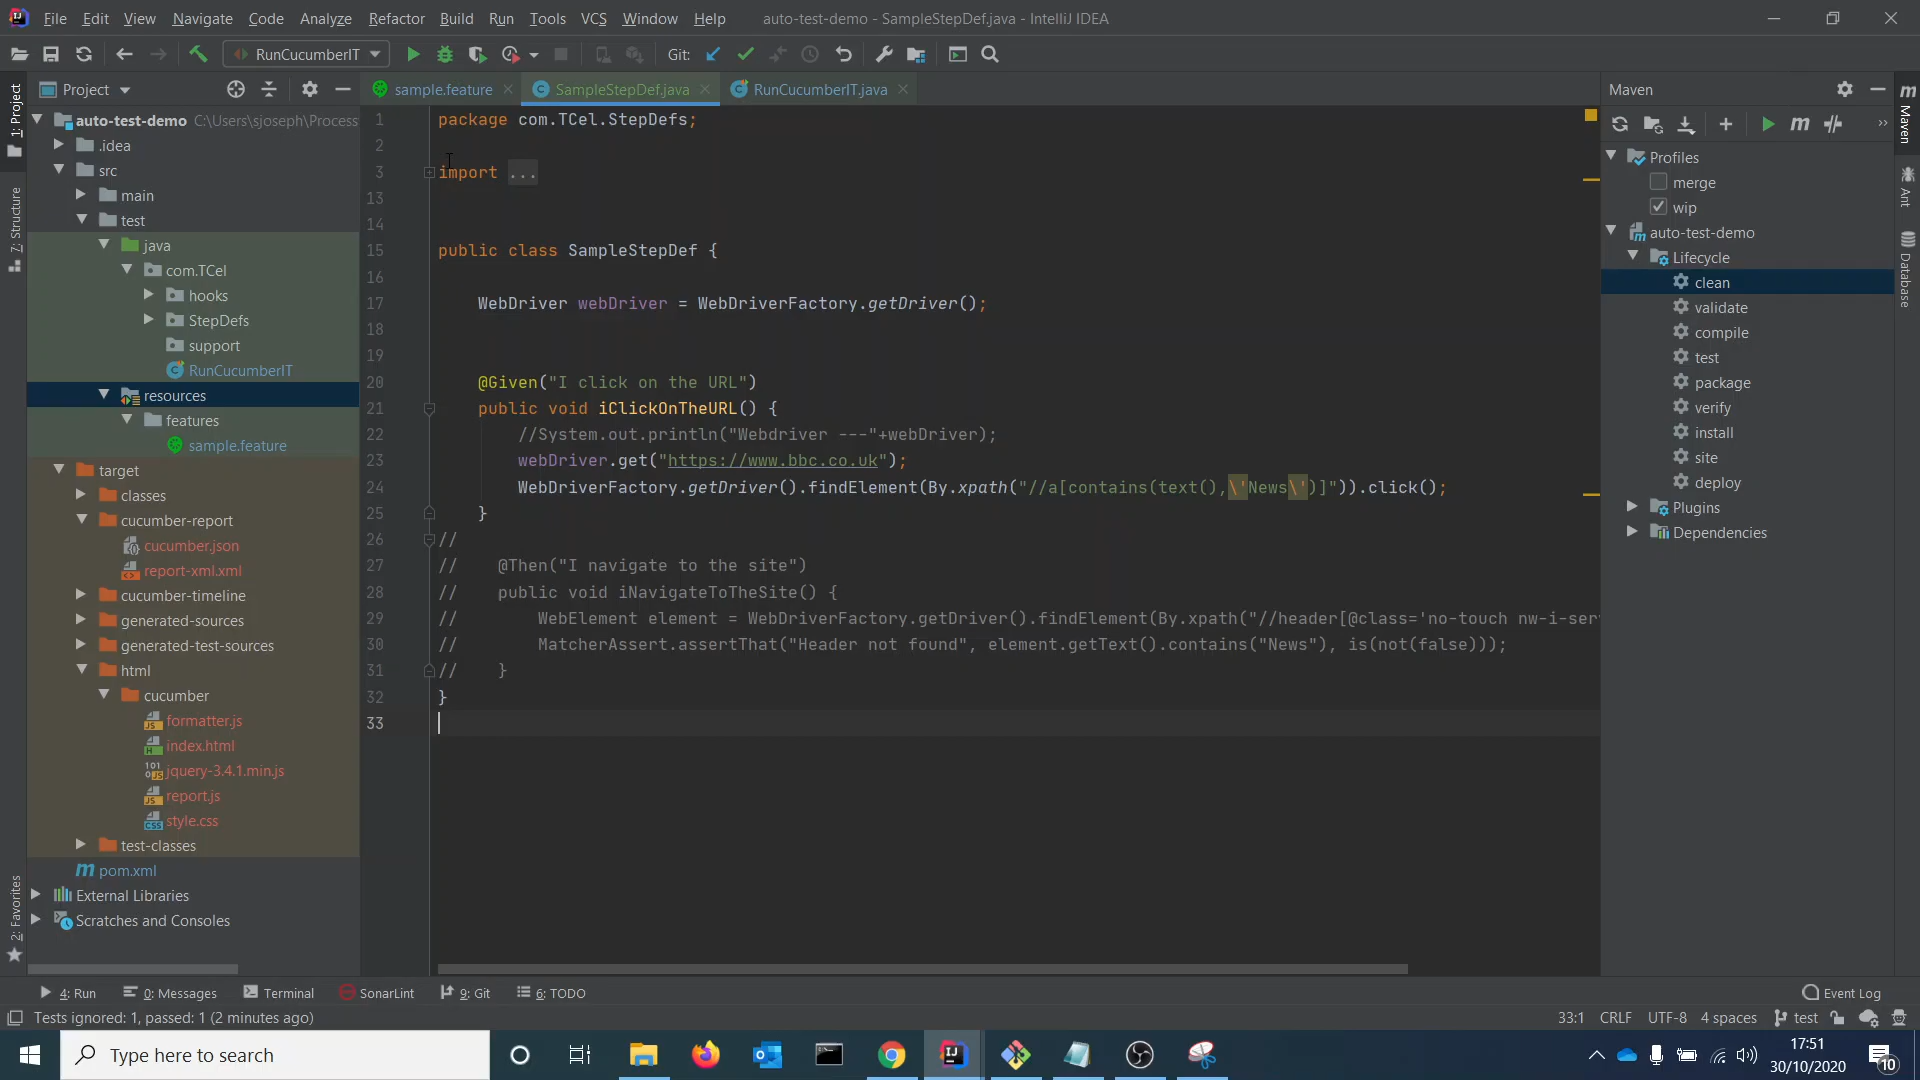 File Edit View Navigate Code Analyze Refactor Build Run Tools VCS Window Help auto-test-demo - SampleStepDef.java - IntelliJ IDEA
RunCucumberIT Git:
Project sample.feature SampleStepDef.java RunCucumberIT.java Maven
auto-test-demo C:\Users\sjoseph\Process
.idea
src
main
test
java
com.TCel
hooks
StepDefs
support
RunCucumberIT
resources
features
sample.feature
target
classes
cucumber-report
cucumber.json
report-xml.xml
cucumber-timeline
generated-sources
generated-test-sources
html
cucumber
formatter.js
index.html
jquery-3.4.1.min.js
report.js
style.css
test-classes
pom.xml
External Libraries
Scratches and Consoles
1: Project
7: Structure
2: Favorites
1 package com.TCel.StepDefs;
2
3 import ...
13
14
15 public class SampleStepDef {
16
17 WebDriver webDriver = WebDriverFactory.getDriver();
18
19
20 @Given("I click on the URL")
21 public void iClickOnTheURL() {
22 //System.out.println("Webdriver ---"+webDriver);
23 webDriver.get("https://www.bbc.co.uk");
24 WebDriverFactory.getDriver().findElement(By.xpath("//a[contains(text(),\'News\')]")).click();
25 }
26 //
27 // @Then("I navigate to the site")
28 // public void iNavigateToTheSite() {
29 // WebElement element = WebDriverFactory.getDriver().findElement(By.xpath("//header[@class='no-touch nw-i-ser
30 // MatcherAssert.assertThat("Header not found", element.getText().contains("News"), is(not(false)));
31 // }
32 }
33
Profiles
merge
wip
auto-test-demo
Lifecycle
clean
validate
compile
test
package
verify
install
site
deploy
Plugins
Dependencies
Maven
Ant
Database
4: Run 0: Messages Terminal SonarLint 9: Git 6: TODO Event Log
Tests ignored: 1, passed: 1 (2 minutes ago) 33:1 CRLF UTF-8 4 spaces test
Type here to search 17:51
30/10/2020 10